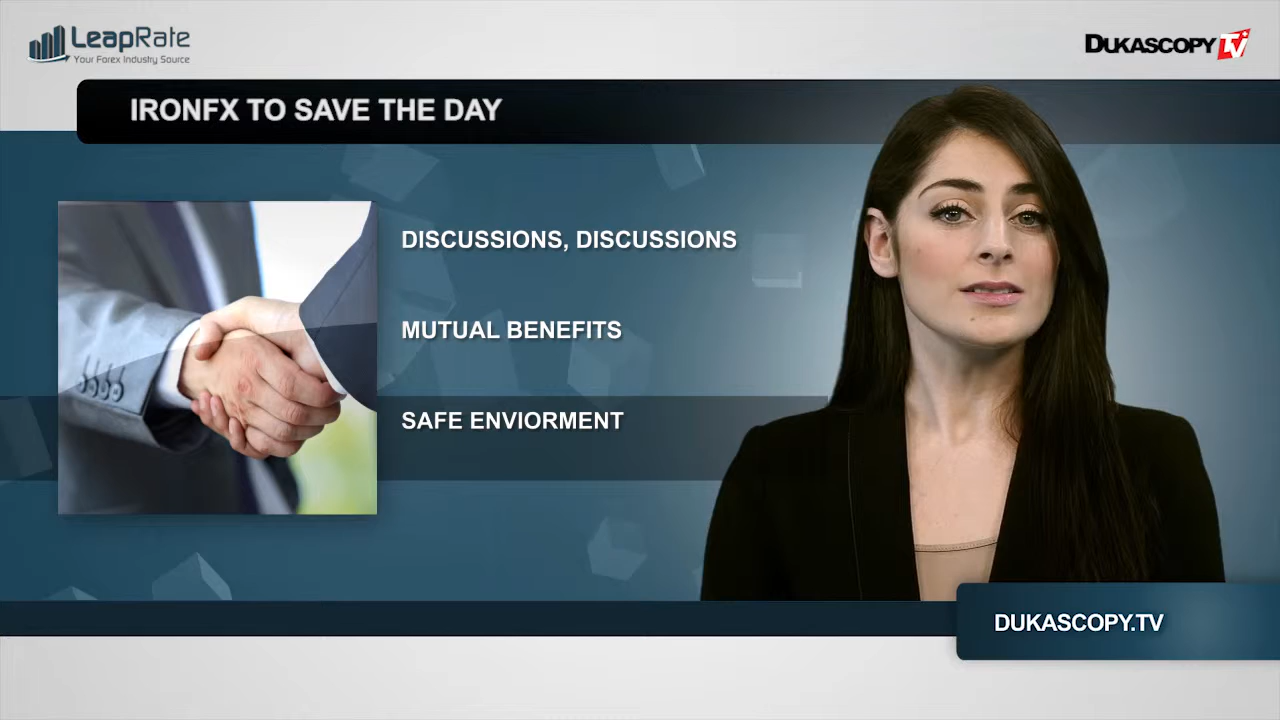 LeapRate
Your Forex Industry Source
DUKASCOPY TV
IRONFX TO SAVE THE DAY
DISCUSSIONS, DISCUSSIONS
MUTUAL BENEFITS
SAFE ENVIORMENT
DUKASCOPY.TV